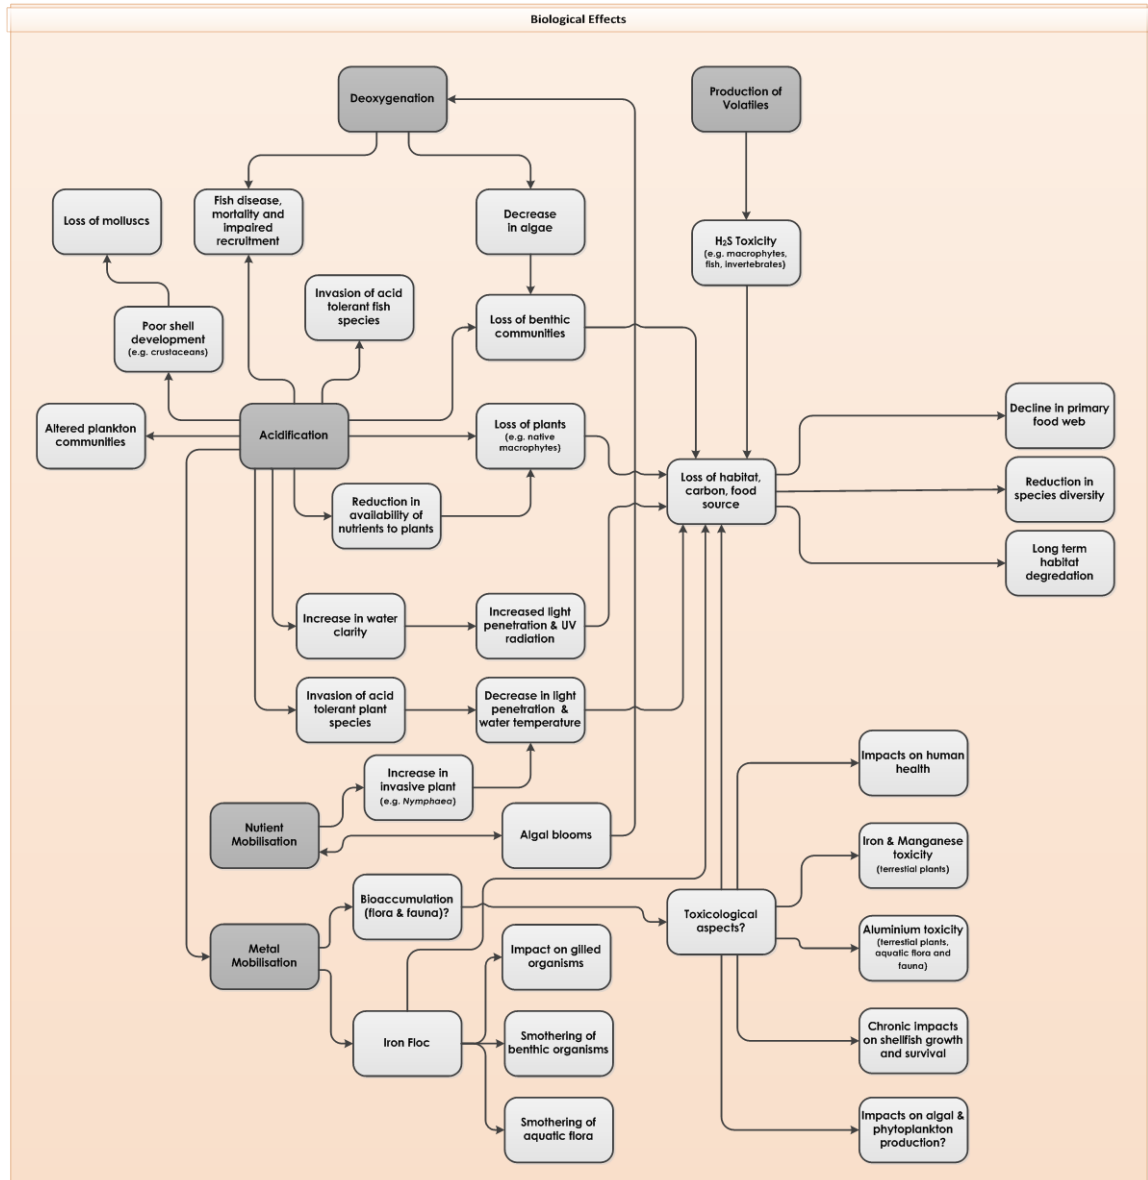 Biological Effects
Deoxygenation
Production of
Volatiles
Loss of molluscs
Fish disease,
mortality and
impaired
recruitment
Decrease
in algae
H₂S Toxicity
(e.g. macrophytes,
fish, invertebrates)
Invasion of acid
tolerant fish
species
Loss of benthic
communities
Poor shell
development
(e.g. crustaceans)
Altered plankton
communities
Acidification
Loss of plants
(e.g. native
macrophytes)
Decline in primary
food web
Loss of habitat,
carbon, food
source
Reduction in
species diversity
Reduction in
availability of
nutrients to plants
Long term
habitat
degredation
Increase in water
clarity
Increased light
penetration & UV
radiation
Invasion of acid
tolerant plant
species
Decrease in light
penetration &
water temperature
Impacts on human
health
Increase in
invasive plant
(e.g. Nymphaea)
Nutient
Mobilisation
Algal blooms
Iron & Manganese
toxicity
(terrestial plants)
Bioaccumulation
(flora & fauna)?
Toxicological
aspects?
Metal
Mobilisation
Impact on gilled
organisms
Aluminium toxicity
(terrestial plants,
aquatic flora and
fauna)
Iron Floc
Smothering of
benthic organisms
Chronic impacts
on shellfish growth
and survival
Smothering of
aquatic flora
Impacts on algal &
phytoplankton
production?